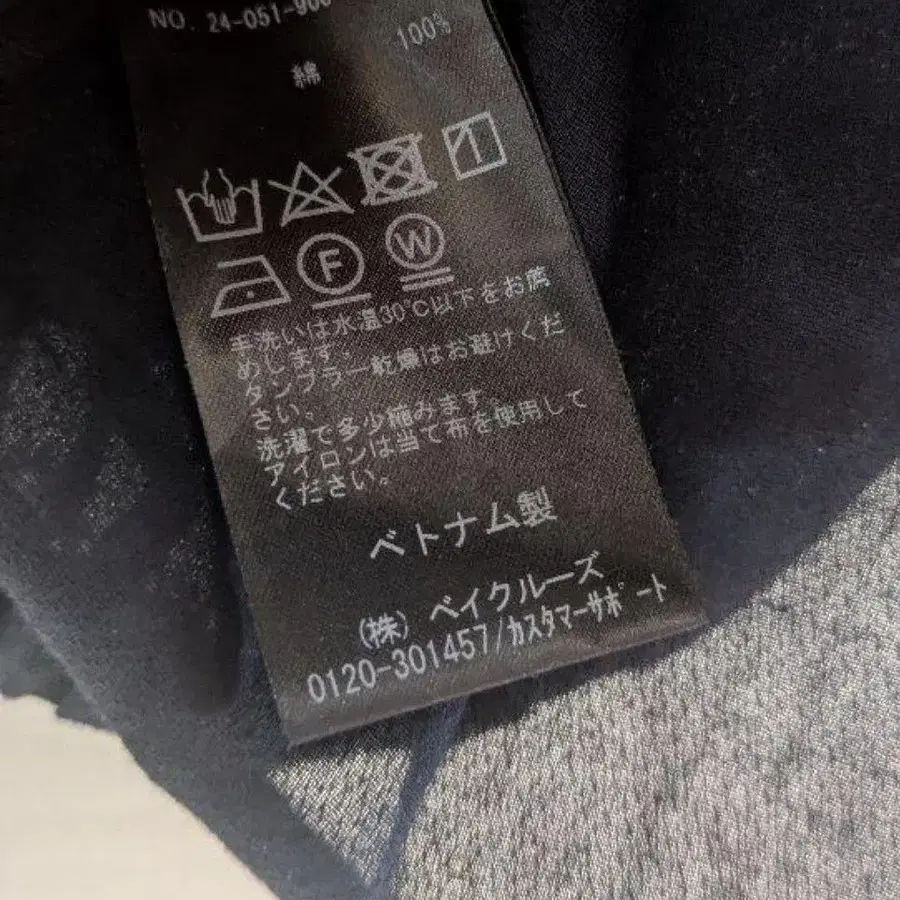 NO. 24-051-900
綿 100%
F W
手洗いは水温30℃以下をお薦
めします。
タンブラー乾燥はお避けくだ
さい。
洗濯で多少縮みます。
アイロンは当て布を使用して
ください。
ベトナム製
(株) ベイクルーズ
0120-301457/カスタマーサポート